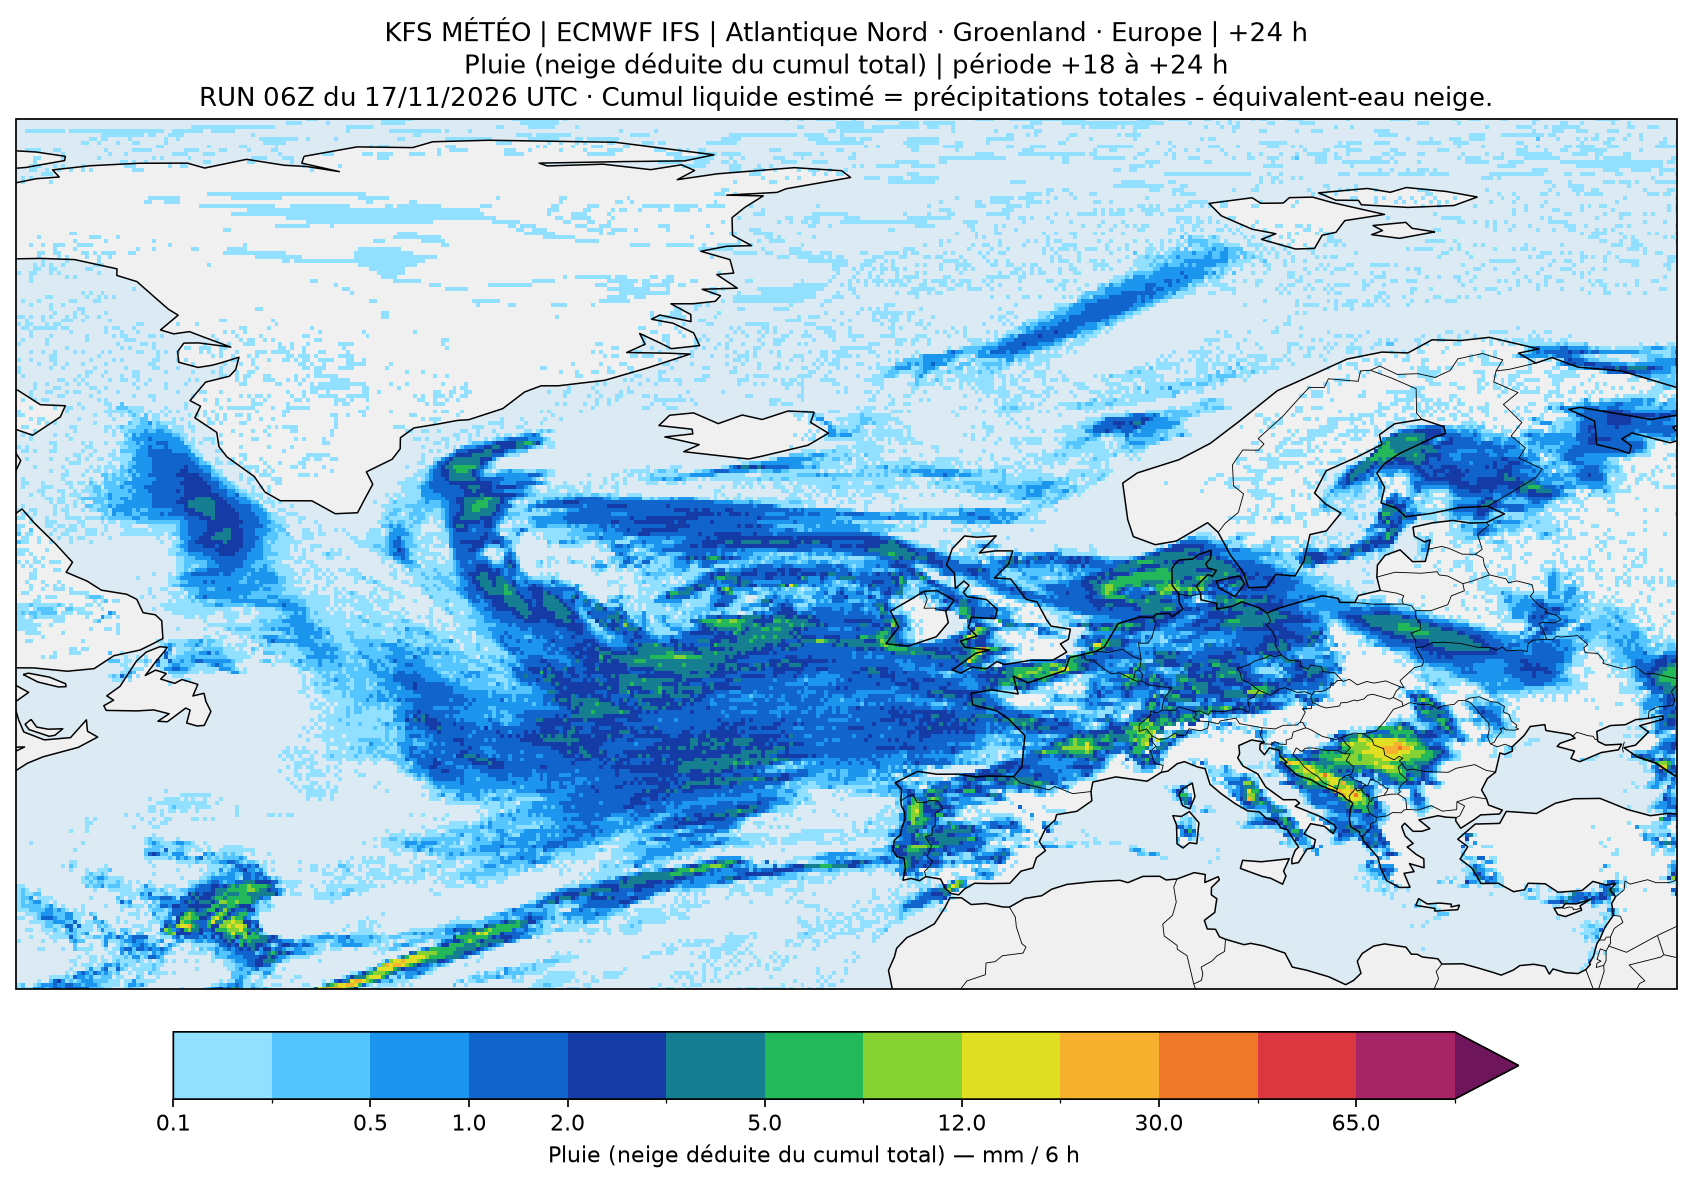 KFS MÉTÉO | ECMWF IFS | Atlantique Nord · Groenland · Europe | +24 h
Pluie (neige déduite du cumul total) | période +18 à +24 h
RUN 06Z du 17/11/2026 UTC · Cumul liquide estimé = précipitations totales - équivalent-eau neige.
0.1 0.5 1.0 2.0 5.0 12.0 30.0 65.0
Pluie (neige déduite du cumul total) — mm / 6 h